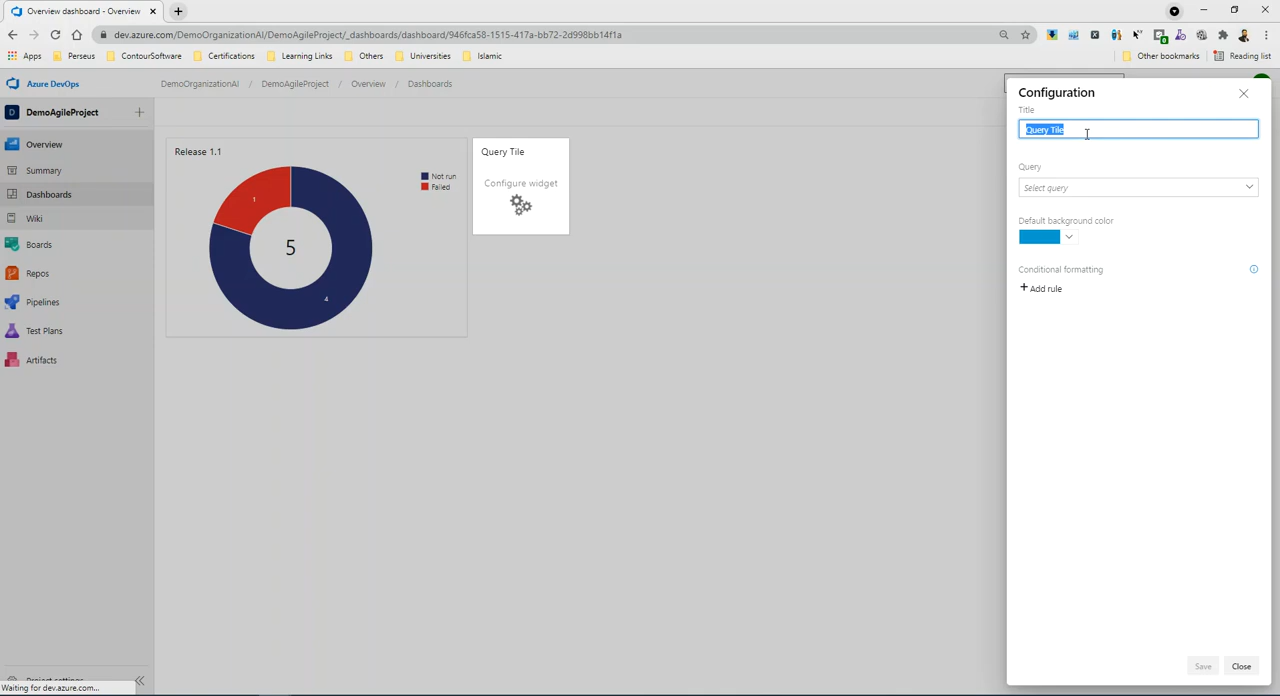 Overview dashboard - Overview
dev.azure.com/DemoOrganizationAI/DemoAgileProject/_dashboards/dashboard/946fca58-1515-417a-bb72-2d998bb14f1a
Apps Perseus ContourSoftware Certifications Learning Links Others Universities Islamic Other bookmarks Reading list
Azure DevOps DemoOrganizationAI / DemoAgileProject / Overview / Dashboards
D DemoAgileProject
Overview
Summary
Dashboards
Wiki
Boards
Repos
Pipelines
Test Plans
Artifacts
Project settings
Waiting for dev.azure.com...
Release 1.1
Not run
Failed
1
5
4
Query Tile
Configure widget
Configuration
Title
Query Tile
Query
Select query
Default background color
Conditional formatting
+ Add rule
Save Close